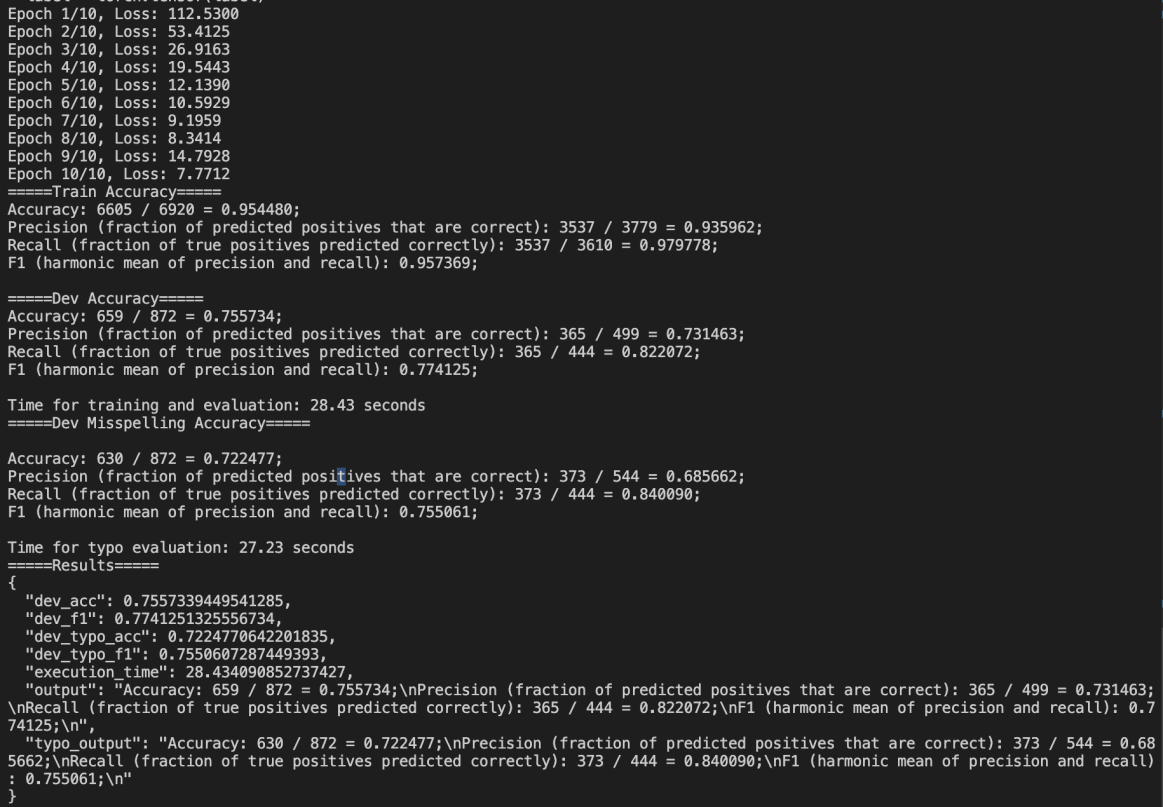 Epoch 1/10, Loss: 112.5300
Epoch 2/10, Loss: 53.4125
Epoch 3/10, Loss: 26.9163
Epoch 4/10, Loss: 19.5443
Epoch 5/10, Loss: 12.1390
Epoch 6/10, Loss: 10.5929
Epoch 7/10, Loss: 9.1959
Epoch 8/10, Loss: 8.3414
Epoch 9/10, Loss: 14.7928
Epoch 10/10, Loss: 7.7712
=====Train Accuracy=====
Accuracy: 6605 / 6920 = 0.954480;
Precision (fraction of predicted positives that are correct): 3537 / 3779 = 0.935962;
Recall (fraction of true positives predicted correctly): 3537 / 3610 = 0.979778;
F1 (harmonic mean of precision and recall): 0.957369;
=====Dev Accuracy=====
Accuracy: 659 / 872 = 0.755734;
Precision (fraction of predicted positives that are correct): 365 / 499 = 0.731463;
Recall (fraction of true positives predicted correctly): 365 / 444 = 0.822072;
F1 (harmonic mean of precision and recall): 0.774125;
Time for training and evaluation: 28.43 seconds
=====Dev Misspelling Accuracy=====
Accuracy: 630 / 872 = 0.722477;
Precision (fraction of predicted positives that are correct): 373 / 544 = 0.685662;
Recall (fraction of true positives predicted correctly): 373 / 444 = 0.840090;
F1 (harmonic mean of precision and recall): 0.755061;
Time for typo evaluation: 27.23 seconds
=====Results=====
{
  "dev_acc": 0.7557339449541285,
  "dev_f1": 0.7741251325556734,
  "dev_typo_acc": 0.7224770642201835,
  "dev_typo_f1": 0.7550607287449393,
  "execution_time": 28.434090852737427,
  "output": "Accuracy: 659 / 872 = 0.755734;\nPrecision (fraction of predicted positives that are correct): 365 / 499 = 0.731463;
\nRecall (fraction of true positives predicted correctly): 365 / 444 = 0.822072;\nF1 (harmonic mean of precision and recall): 0.7
74125;\n",
  "typo_output": "Accuracy: 630 / 872 = 0.722477;\nPrecision (fraction of predicted positives that are correct): 373 / 544 = 0.68
5662;\nRecall (fraction of true positives predicted correctly): 373 / 444 = 0.840090;\nF1 (harmonic mean of precision and recall)
: 0.755061;\n"
}